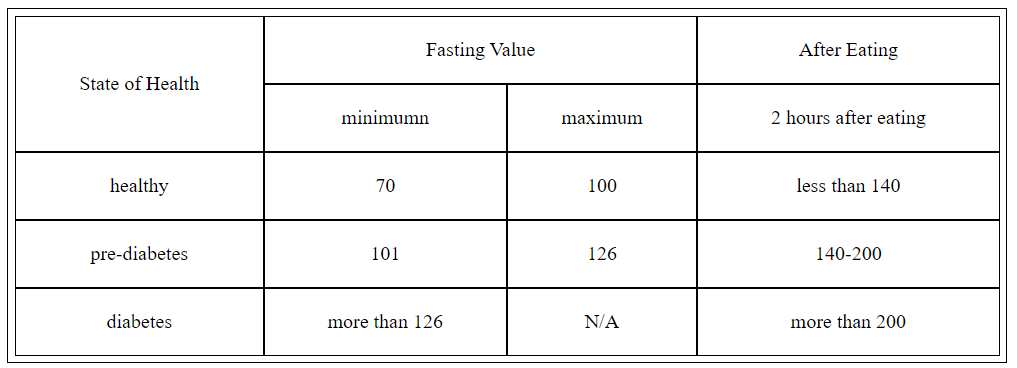 State of Health
Fasting Value
After Eating
minimumn
maximum
2 hours after eating
healthy
70
100
less than 140
pre-diabetes
101
126
140-200
diabetes
more than 126
N/A
more than 200